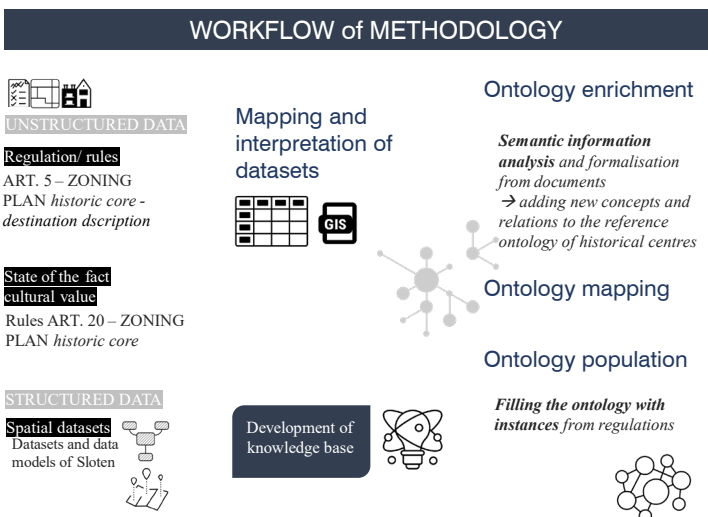 WORKFLOW of METHODOLOGY
UNSTRUCTURED DATA
Regulation/ rules
ART. 5 – ZONING
PLAN historic core -
destination dscription
State of the fact
cultural value
Rules ART. 20 – ZONING
PLAN historic core
STRUCTURED DATA
Spatial datasets
Datasets and data
models of Sloten
Mapping and
interpretation of
datasets
GIS
Development of
knowledge base
Ontology enrichment
Semantic information
analysis and formalisation
from documents
→ adding new concepts and
relations to the reference
ontology of historical centres
Ontology mapping
Ontology population
Filling the ontology with
instances from regulations